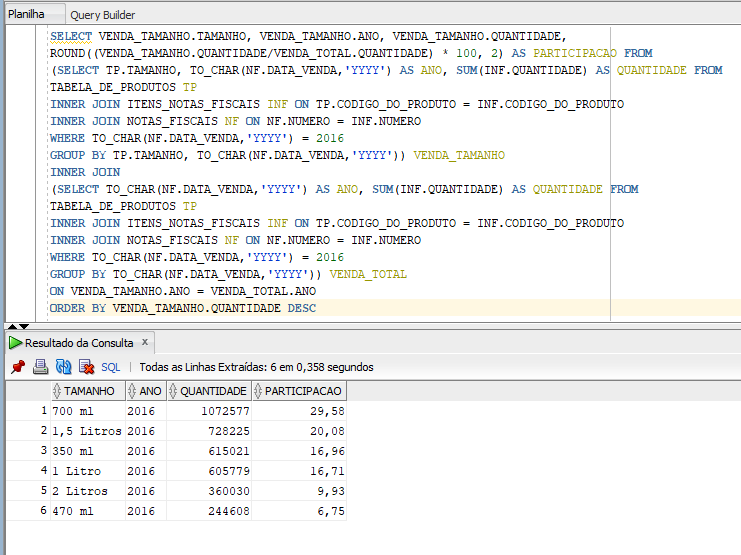 Planilha Query Builder
SELECT VENDA_TAMANHO.TAMANHO, VENDA_TAMANHO.ANO, VENDA_TAMANHO.QUANTIDADE,
ROUND((VENDA_TAMANHO.QUANTIDADE/VENDA_TOTAL.QUANTIDADE) * 100, 2) AS PARTICIPACAO FROM
(SELECT TP.TAMANHO, TO_CHAR(NF.DATA_VENDA,'YYYY') AS ANO, SUM(INF.QUANTIDADE) AS QUANTIDADE FROM
TABELA_DE_PRODUTOS TP
INNER JOIN ITENS_NOTAS_FISCAIS INF ON TP.CODIGO_DO_PRODUTO = INF.CODIGO_DO_PRODUTO
INNER JOIN NOTAS_FISCAIS NF ON NF.NUMERO = INF.NUMERO
WHERE TO_CHAR(NF.DATA_VENDA,'YYYY') = 2016
GROUP BY TP.TAMANHO, TO_CHAR(NF.DATA_VENDA,'YYYY')) VENDA_TAMANHO
INNER JOIN
(SELECT TO_CHAR(NF.DATA_VENDA,'YYYY') AS ANO, SUM(INF.QUANTIDADE) AS QUANTIDADE FROM
TABELA_DE_PRODUTOS TP
INNER JOIN ITENS_NOTAS_FISCAIS INF ON TP.CODIGO_DO_PRODUTO = INF.CODIGO_DO_PRODUTO
INNER JOIN NOTAS_FISCAIS NF ON NF.NUMERO = INF.NUMERO
WHERE TO_CHAR(NF.DATA_VENDA,'YYYY') = 2016
GROUP BY TO_CHAR(NF.DATA_VENDA,'YYYY')) VENDA_TOTAL
ON VENDA_TAMANHO.ANO = VENDA_TOTAL.ANO
ORDER BY VENDA_TAMANHO.QUANTIDADE DESC
Resultado da Consulta x
SQL | Todas as Linhas Extraídas: 6 em 0,358 segundos
TAMANHO ANO QUANTIDADE PARTICIPACAO
1 700 ml 2016 1072577 29,58
2 1,5 Litros 2016 728225 20,08
3 350 ml 2016 615021 16,96
4 1 Litro 2016 605779 16,71
5 2 Litros 2016 360030 9,93
6 470 ml 2016 244608 6,75